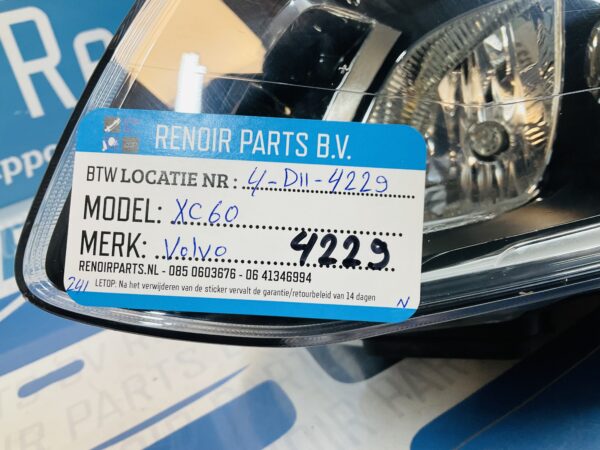 RENOIR PARTS B.V.
BTW LOCATIE NR: 4-D11-4229
MODEL: XC60
MERK: Volvo 4229
RENOIRPARTS.NL - 085 0603676 - 06 41346994
241 LETOP: Na het verwijderen van de sticker vervalt de garantie/retourbeleid van 14 dagen N